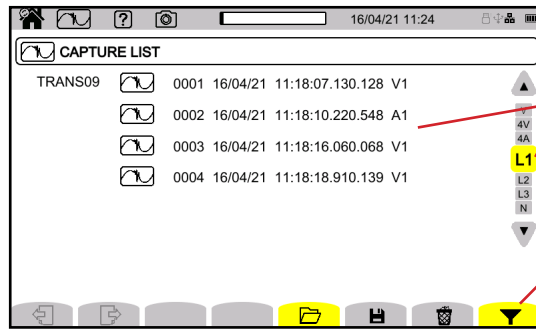 ? 16/04/21 11:24
CAPTURE LIST
TRANS09 0001 16/04/21 11:18:07.130.128 V1
0002 16/04/21 11:18:10.220.548 A1
0003 16/04/21 11:18:16.060.068 V1
0004 16/04/21 11:18:18.910.139 V1
4V
4A
L1
L2
L3
N